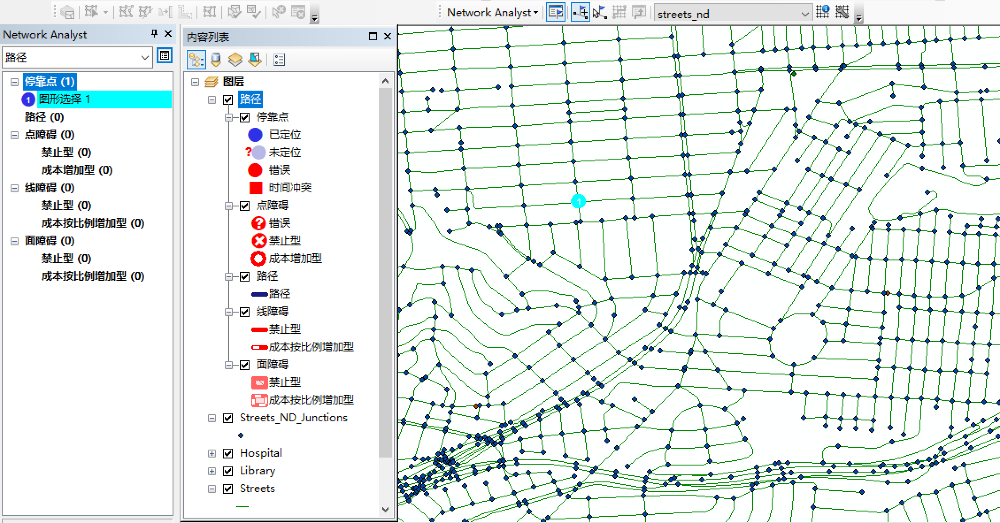 Network Analyst
streets_nd
Network Analyst
路径
停靠点 (1)
1
图形选择 1
路径 (0)
点障碍 (0)
禁止型 (0)
成本增加型 (0)
线障碍 (0)
禁止型 (0)
成本按比例增加型 (0)
面障碍 (0)
禁止型 (0)
成本按比例增加型 (0)
内容列表
图层
路径
停靠点
已定位
? 未定位
错误
时间冲突
点障碍
? 错误
禁止型
成本增加型
路径
路径
线障碍
禁止型
成本按比例增加型
面障碍
禁止型
成本按比例增加型
Streets_ND_Junctions
Hospital
Library
Streets
1